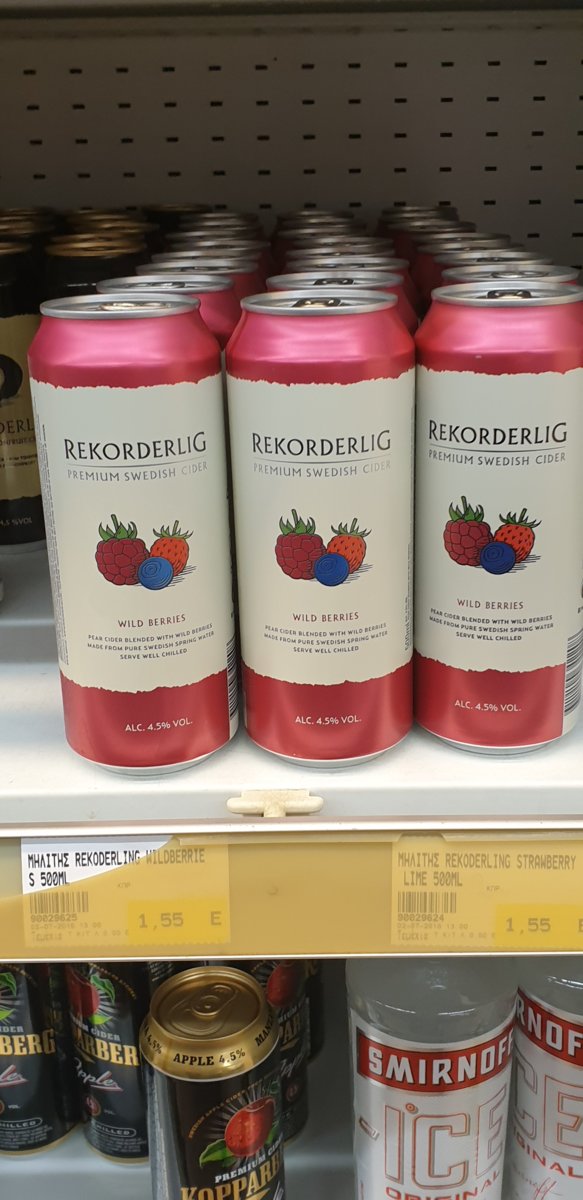 REKORDERLIG
PREMIUM SWEDISH CIDER
WILD BERRIES
PEAR CIDER BLENDED WITH WILD BERRIES
MADE FROM PURE SWEDISH SPRING WATER
SERVE WELL CHILLED
ALC. 4.5% VOL.
REKORDERLIG
PREMIUM SWEDISH CIDER
WILD BERRIES
PEAR CIDER BLENDED WITH WILD BERRIES
MADE FROM PURE SWEDISH SPRING WATER
SERVE WELL CHILLED
ALC. 4.5% VOL.
REKORDERLIG
PREMIUM SWEDISH CIDER
WILD BERRIES
PEAR CIDER BLENDED WITH WILD BERRIES
MADE FROM PURE SWEDISH SPRING WATER
SERVE WELL CHILLED
ALC. 4.5% VOL.
ΜΗΛΙΤΗΣ REKODERLING WILDBERRIE
S 500ML
90029625
1,55 E
ΜΗΛΙΤΗΣ REKODERLING STRAWBERRY
LIME 500ML
90029624
1,55
APPLE 4.5%
PREMIUM CIDER
SMIRNOFF
ICE
ORIGINAL